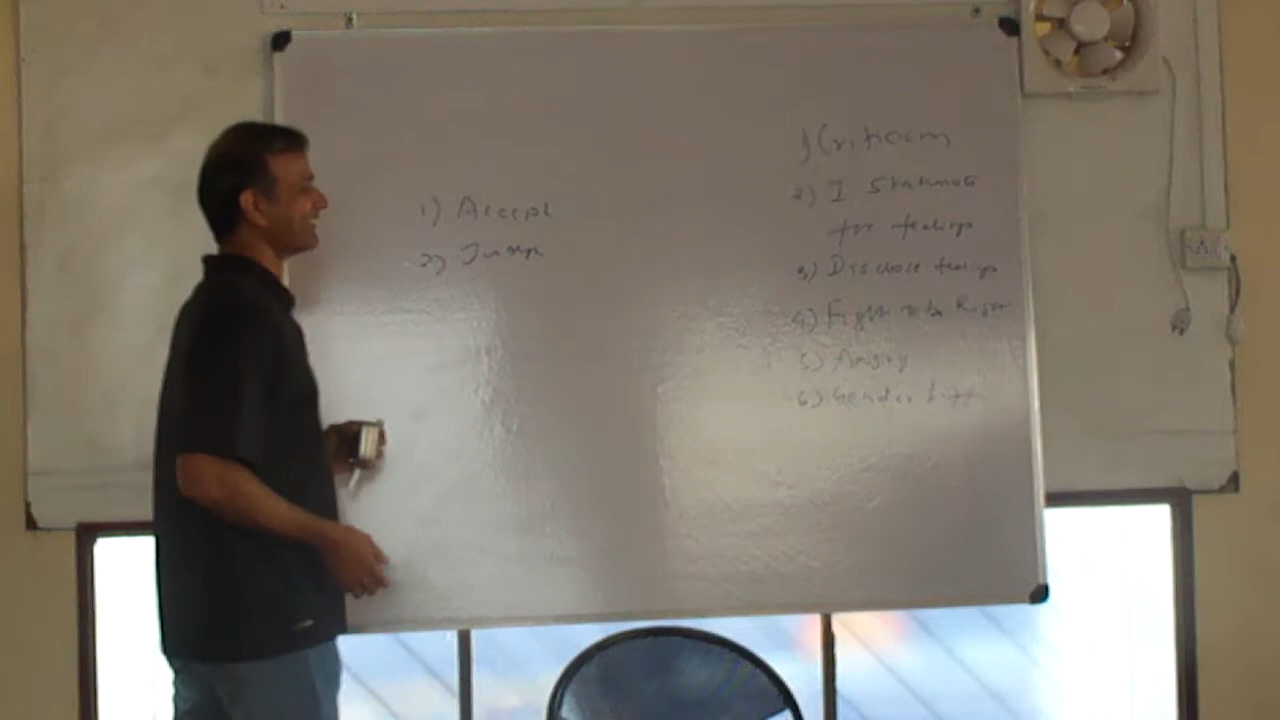 1) Accept
2)
1) Criticism
2) I Statements
for feelings
3) Disclose feelings
4) Fight to be Right
5) Angry
6) Gender Diff